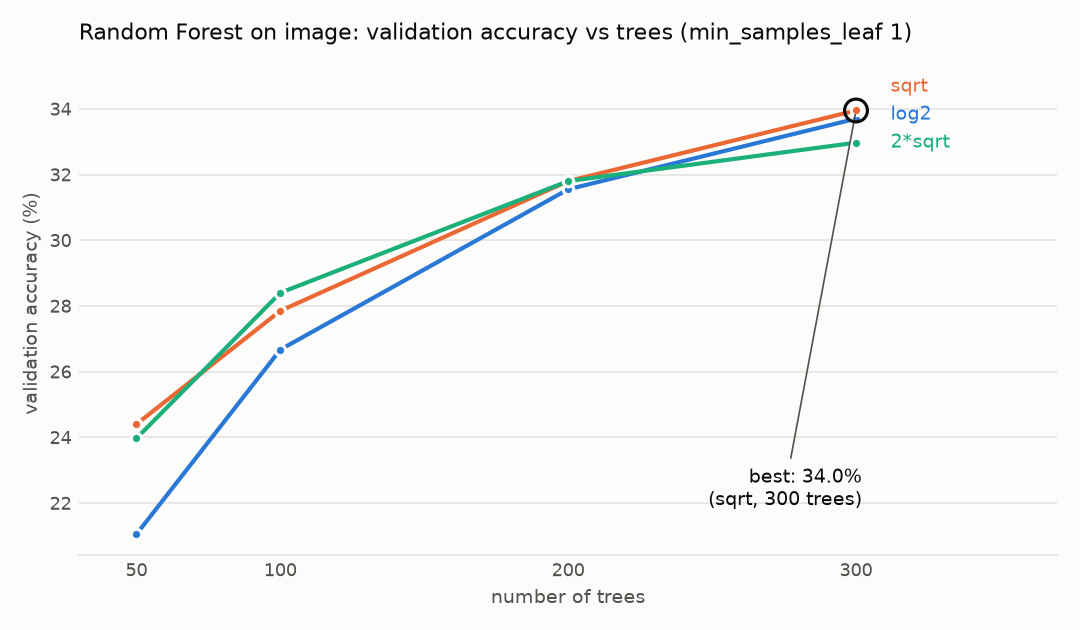 Random Forest on image: validation accuracy vs trees (min_samples_leaf 1)
sqrt
log2
2*sqrt
34
32
30
28
26
24
22
validation accuracy (%)
best: 34.0%
(sqrt, 300 trees)
50
100
200
300
number of trees